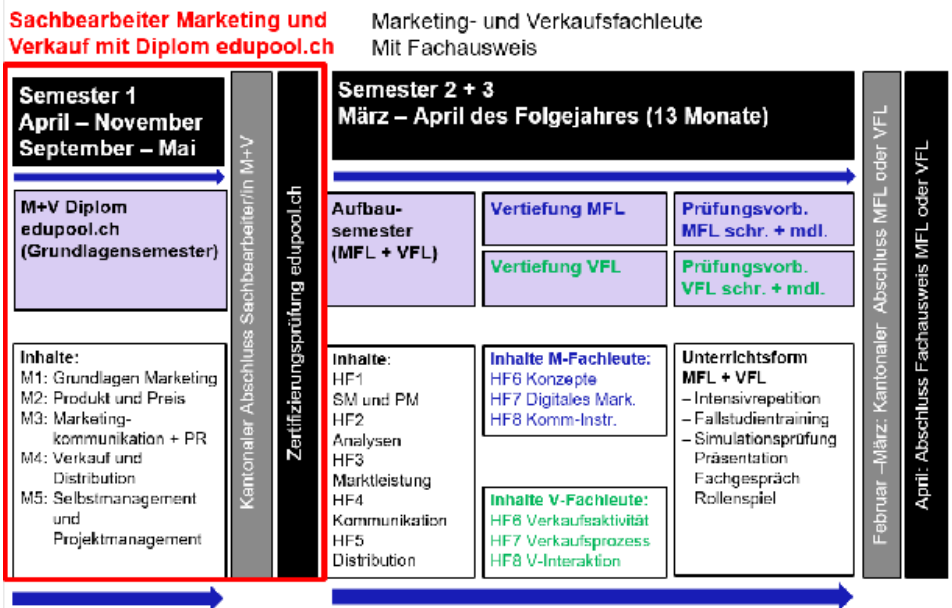 Sachbearbeiter Marketing und
Verkauf mit Diplom edupool.ch
Marketing- und Verkaufsfachleute
Mit Fachausweis
Semester 1
April – November
September – Mai
M+V Diplom
edupool.ch
(Grundlagensemester)
Inhalte:
M1: Grundlagen Marketing
M2: Produkt und Preis
M3: Marketing-
kommunikation + PR
M4: Verkauf und
Distribution
M5: Selbstmanagement
und
Projektmanagement
Kantonaler Abschluss Sachbearbeiter/in M+V
Zertifizierungsprüfung edupool.ch
Semester 2 + 3
März – April des Folgejahres (13 Monate)
Aufbau-
semester
(MFL + VFL)
Vertiefung MFL
Vertiefung VFL
Prüfungsvorb.
MFL schr. + mdl.
Prüfungsvorb.
VFL schr. + mdl.
Inhalte:
HF1
SM und PM
HF2
Analysen
HF3
Marktleistung
HF4
Kommunikation
HF5
Distribution
Inhalte M-Fachleute:
HF6 Konzepte
HF7 Digitales Mark.
HF8 Komm-Instr.
Inhalte V-Fachleute:
HF6 Verkaufsaktivität
HF7 Verkaufsprozess
HF8 V-Interaktion
Unterrichtsform
MFL + VFL
– Intensivrepetition
– Fallstudientraining
– Simulationsprüfung
Präsentation
Fachgespräch
Rollenspiel
Februar –März: Kantonaler Abschluss MFL oder VFL
April: Abschluss Fachausweis MFL oder VFL